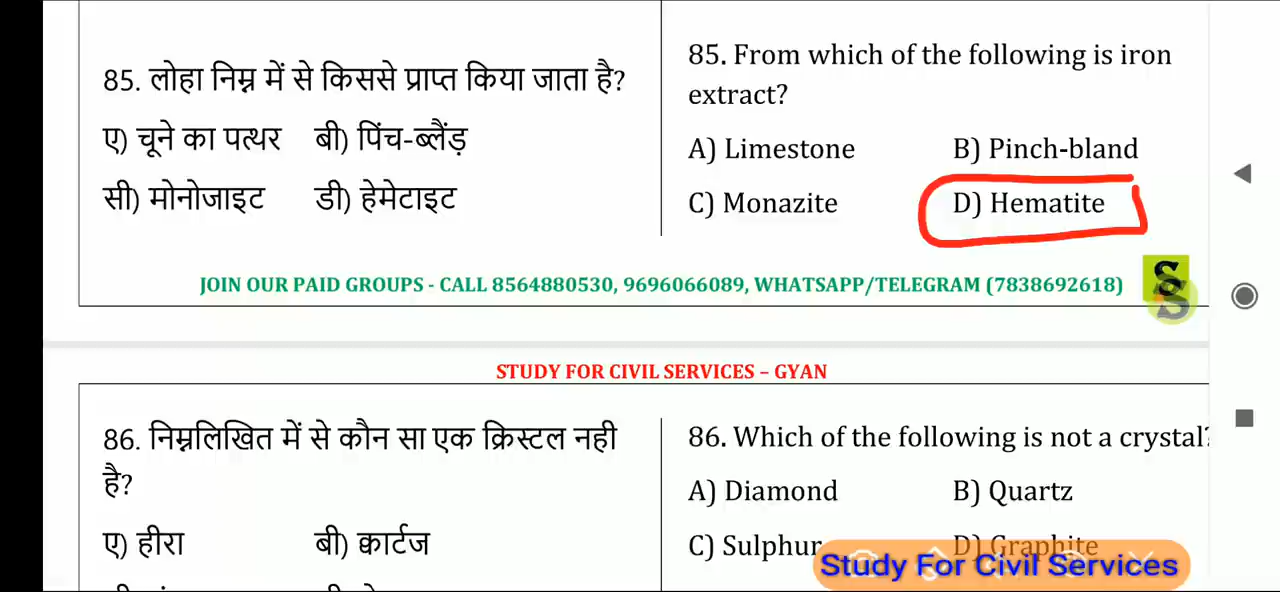 85. लोहा निम्न में से किससे प्राप्त किया जाता है?
ए) चूने का पत्थर बी) पिंच-ब्लैंड़
सी) मोनोजाइट डी) हेमेटाइट
85. From which of the following is iron
extract?
A) Limestone B) Pinch-bland
C) Monazite D) Hematite
JOIN OUR PAID GROUPS - CALL 8564880530, 9696066089, WHATSAPP/TELEGRAM (7838692618)
S
S
STUDY FOR CIVIL SERVICES – GYAN
86. निम्नलिखित में से कौन सा एक क्रिस्टल नही
है?
ए) हीरा बी) कार्टज
86. Which of the following is not a crystal?
A) Diamond B) Quartz
C) Sulphur D) Graphite
Study For Civil Services